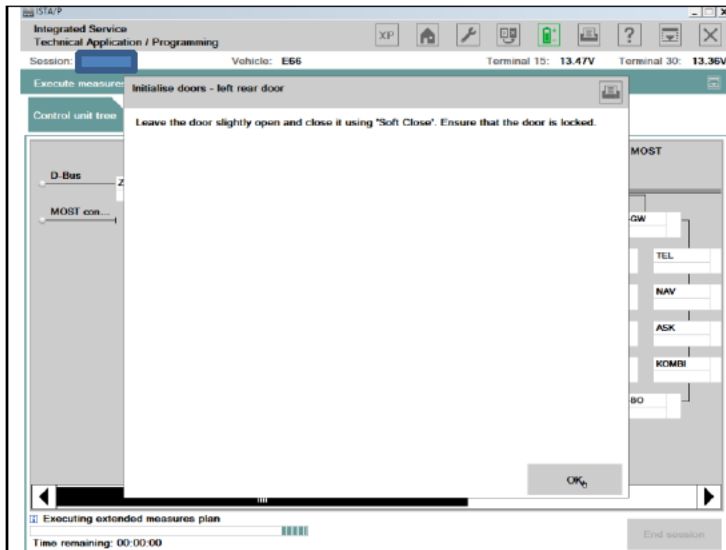 ISTA/P
Integrated Service
Technical Application / Programming
XP
?
Session:
Vehicle: E66
Terminal 15: 13.47V
Terminal 30: 13.36V
Execute measures
Initialise doors - left rear door
Control unit tree
Leave the door slightly open and close it using "Soft Close". Ensure that the door is locked.
MOST
D-Bus
Z
MOST con....
-GW
TEL
NAV
ASK
KOMBI
-BO
OK
Executing extended measures plan
Time remaining: 00:00:00
End session